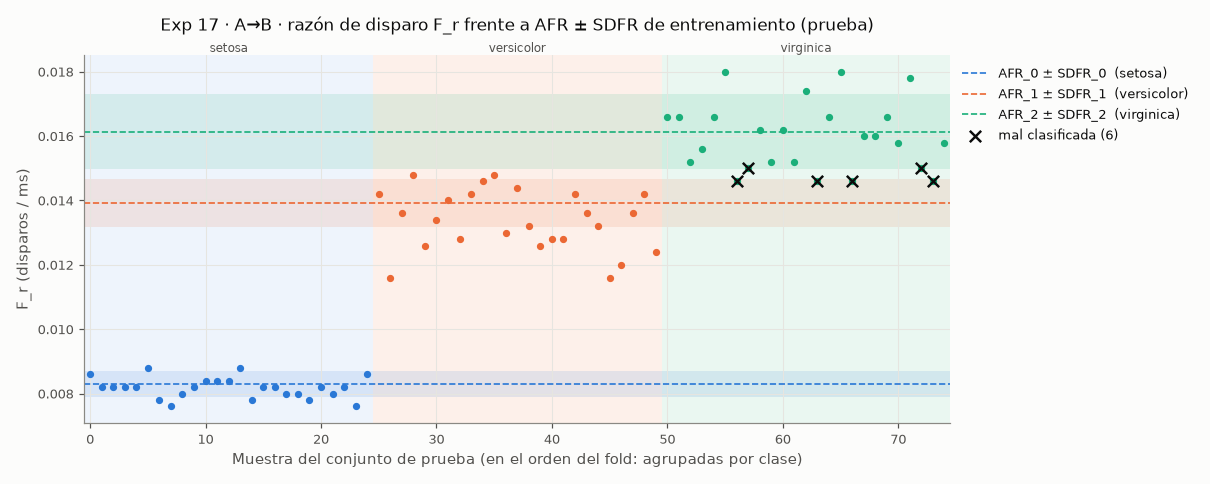 Exp 17 · A→B · razón de disparo F_r frente a AFR ± SDFR de entrenamiento (prueba)
setosa versicolor virginica
0.018
0.016
0.014
0.012
0.010
0.008
F_r (disparos / ms)
0 10 20 30 40 50 60 70
Muestra del conjunto de prueba (en el orden del fold: agrupadas por clase)
AFR_0 ± SDFR_0 (setosa)
AFR_1 ± SDFR_1 (versicolor)
AFR_2 ± SDFR_2 (virginica)
mal clasificada (6)